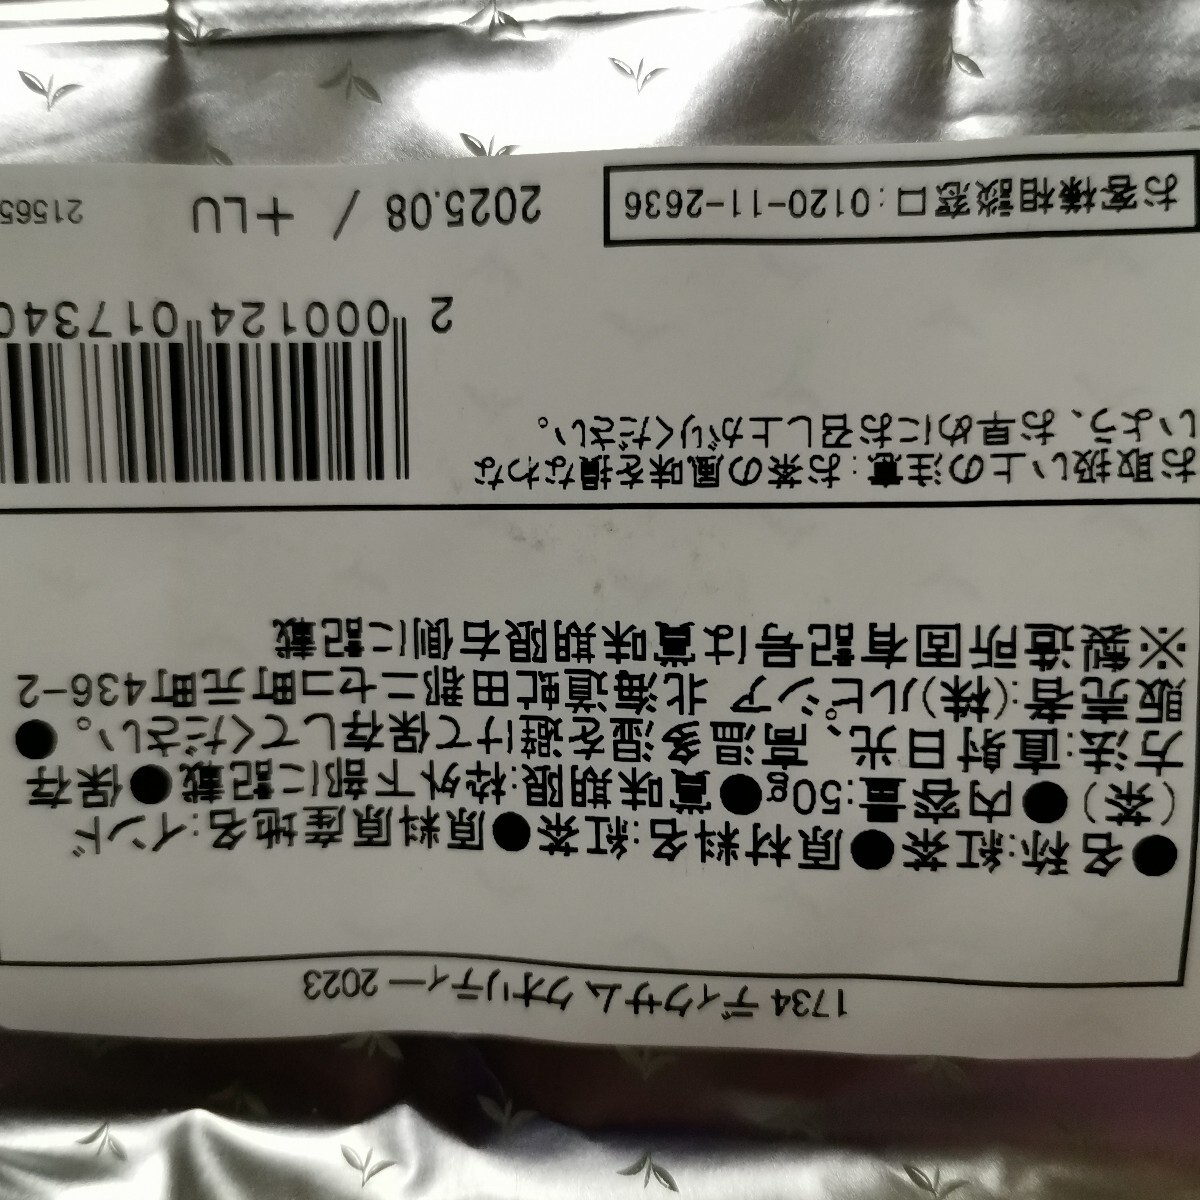 1734 ディクサム クオリティー 2023
●名称:紅茶●原材料名:紅茶●原料原産地名:インド
(茶)●内容量:50g●賞味期限:枠外下部に記載●保存
方法:直射日光、高温多湿を避けて保存してください。●
販売者:(株)ルピシア 北海道虻田郡ニセコ町元町436-2
※製造所固有記号は賞味期限右側に記載
お取扱い上の注意:お茶の風味を損なわな
いよう、お早めにお召し上がりください。
2 000124 017340
お客様相談窓口:0120-11-2636
2025.08 / +LU
21565